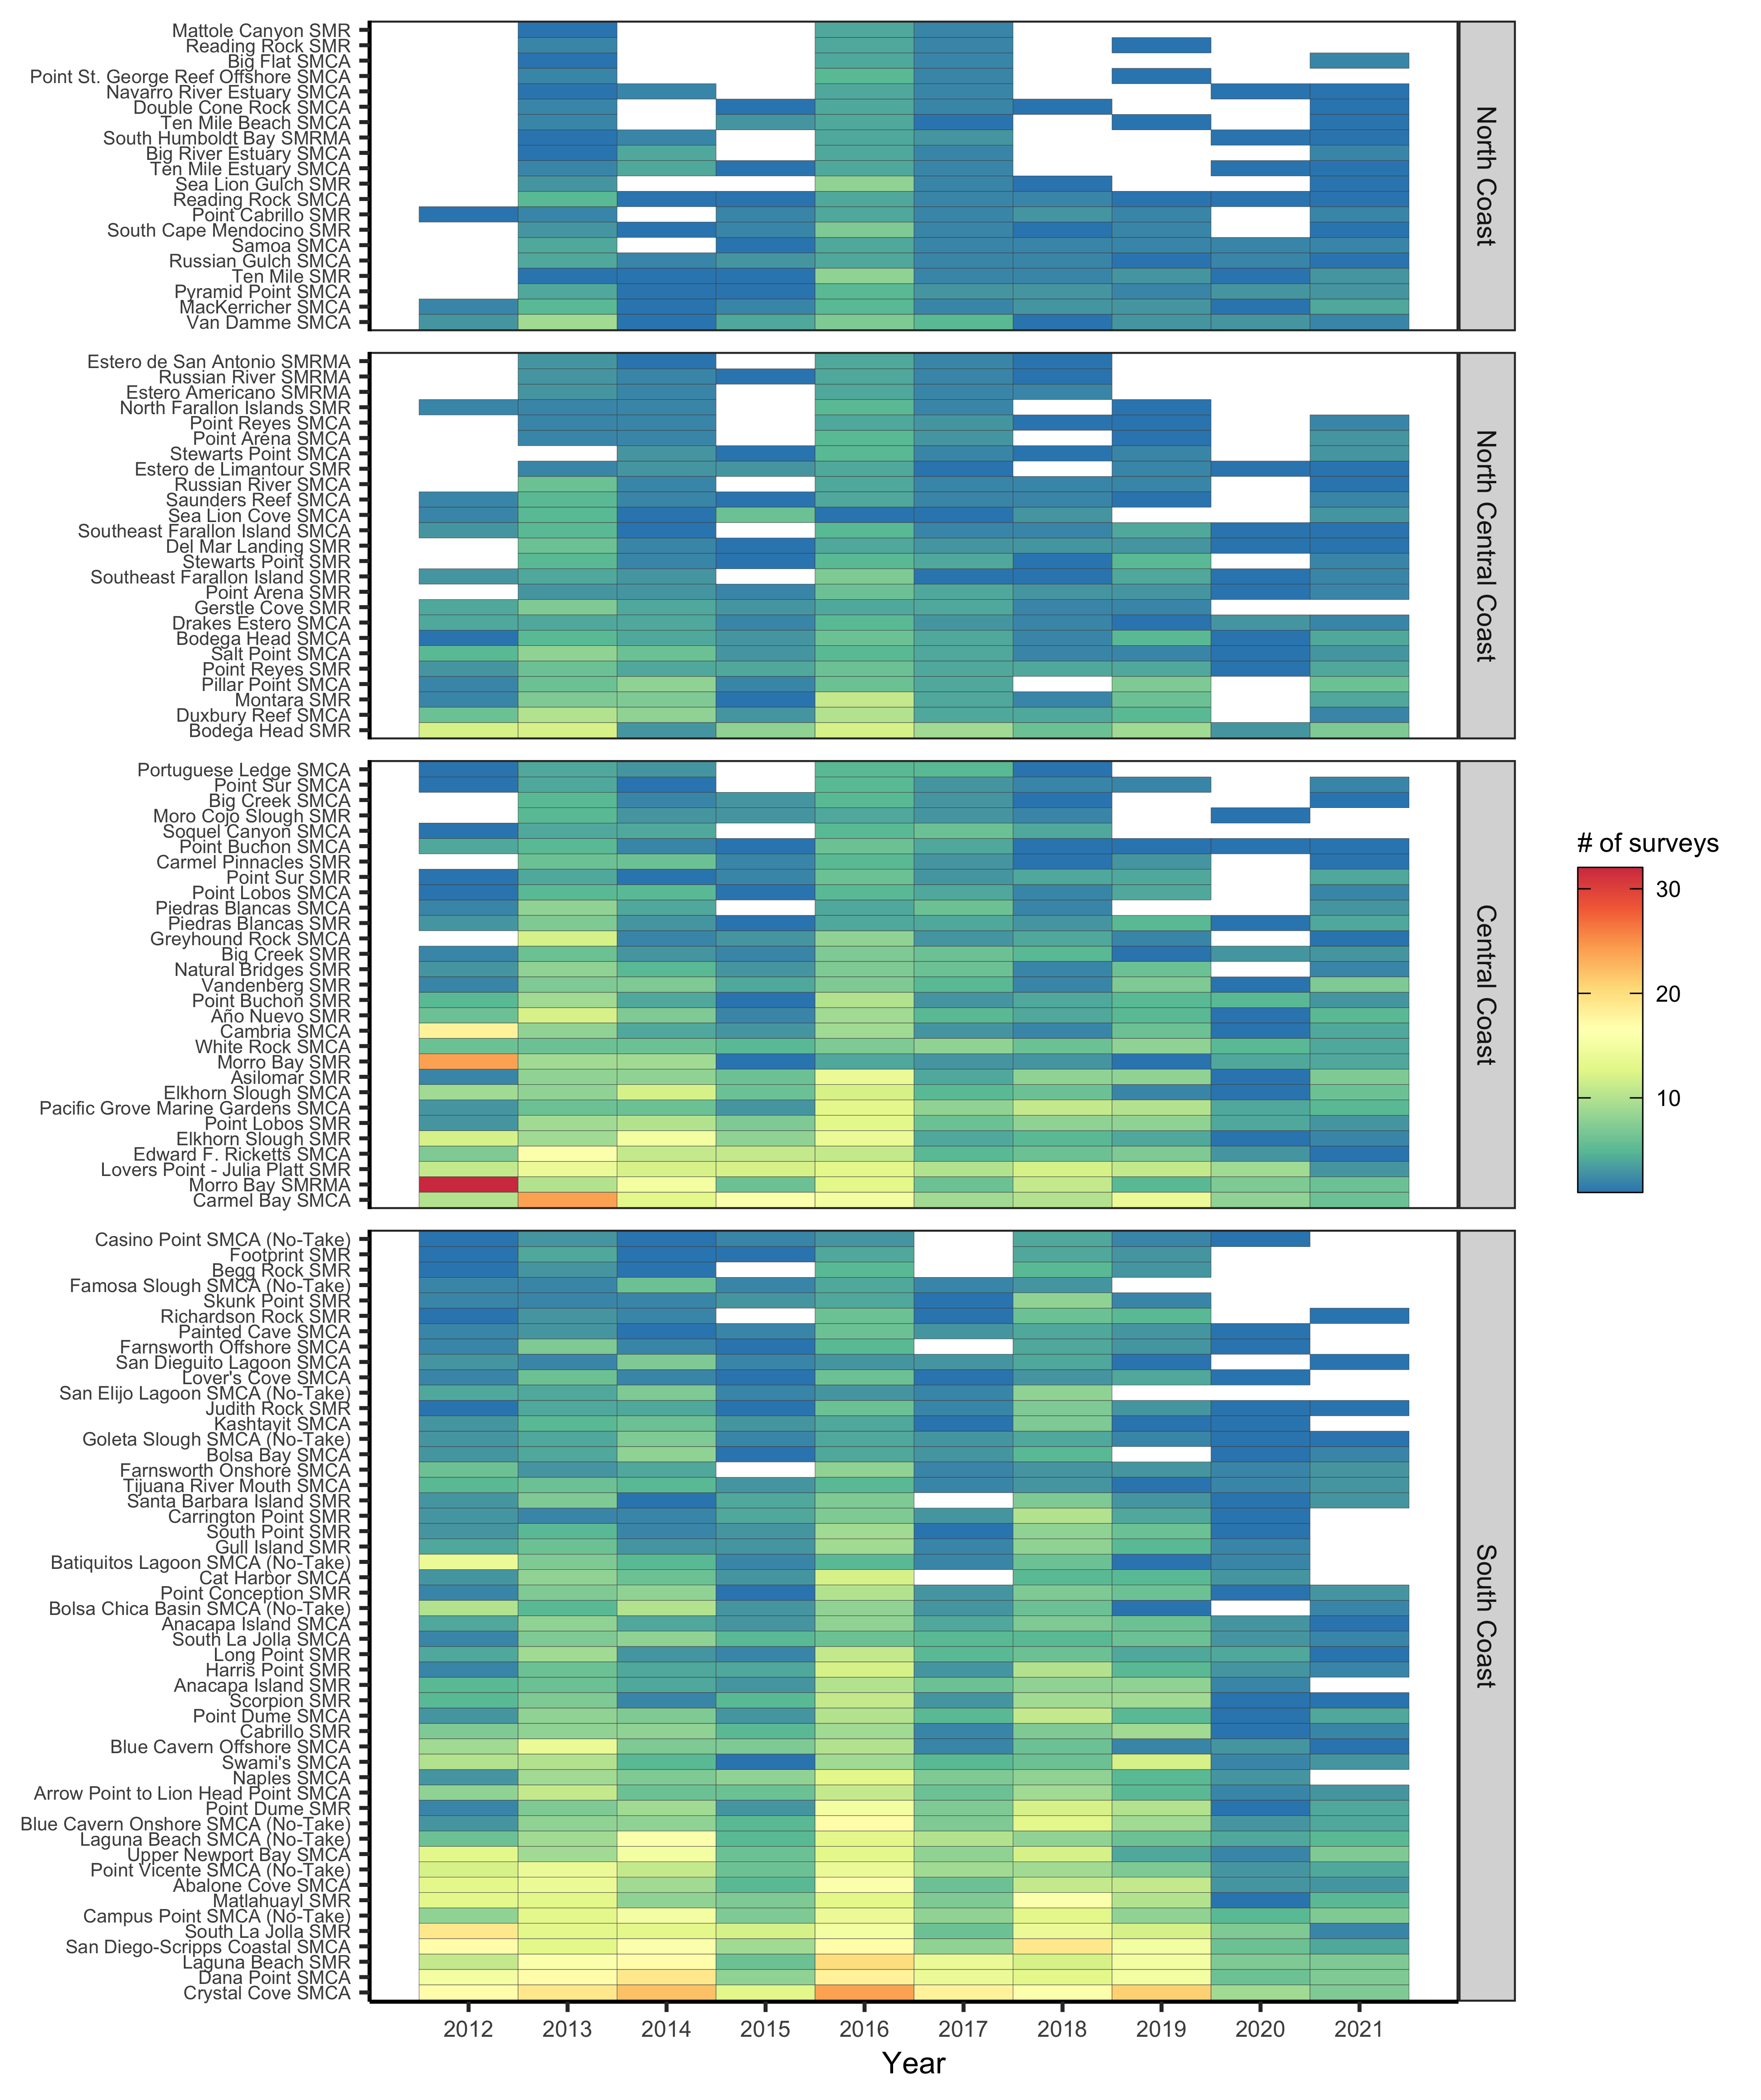 Mattole Canyon SMR
Reading Rock SMR
Big Flat SMCA
Point St. George Reef Offshore SMCA
Navarro River Estuary SMCA
Double Cone Rock SMCA
Ten Mile Beach SMCA
South Humboldt Bay SMRMA
Big River Estuary SMCA
Ten Mile Estuary SMCA
Sea Lion Gulch SMR
Reading Rock SMCA
Point Cabrillo SMR
South Cape Mendocino SMR
Samoa SMCA
Russian Gulch SMCA
Ten Mile SMR
Pyramid Point SMCA
MacKerricher SMCA
Van Damme SMCA
North Coast
Estero de San Antonio SMRMA
Russian River SMRMA
Estero Americano SMRMA
North Farallon Islands SMR
Point Reyes SMCA
Point Arena SMCA
Stewarts Point SMCA
Estero de Limantour SMR
Russian River SMCA
Saunders Reef SMCA
Sea Lion Cove SMCA
Southeast Farallon Island SMCA
Del Mar Landing SMR
Stewarts Point SMR
Southeast Farallon Island SMR
Point Arena SMR
Gerstle Cove SMR
Drakes Estero SMCA
Bodega Head SMCA
Salt Point SMCA
Point Reyes SMR
Pillar Point SMCA
Montara SMR
Duxbury Reef SMCA
Bodega Head SMR
North Central Coast
Portuguese Ledge SMCA
Point Sur SMCA
Big Creek SMCA
Moro Cojo Slough SMR
Soquel Canyon SMCA
Point Buchon SMCA
Carmel Pinnacles SMR
Point Sur SMR
Point Lobos SMCA
Piedras Blancas SMCA
Piedras Blancas SMR
Greyhound Rock SMCA
Big Creek SMR
Natural Bridges SMR
Vandenberg SMR
Point Buchon SMR
Año Nuevo SMR
Cambria SMCA
White Rock SMCA
Morro Bay SMR
Asilomar SMR
Elkhorn Slough SMCA
Pacific Grove Marine Gardens SMCA
Point Lobos SMR
Elkhorn Slough SMR
Edward F. Ricketts SMCA
Lovers Point - Julia Platt SMR
Morro Bay SMRMA
Carmel Bay SMCA
Central Coast
# of surveys
30
20
10
Casino Point SMCA (No-Take)
Footprint SMR
Begg Rock SMR
Famosa Slough SMCA (No-Take)
Skunk Point SMR
Richardson Rock SMR
Painted Cave SMCA
Farnsworth Offshore SMCA
San Dieguito Lagoon SMCA
Lover's Cove SMCA
San Elijo Lagoon SMCA (No-Take)
Judith Rock SMR
Kashtayit SMCA
Goleta Slough SMCA (No-Take)
Bolsa Bay SMCA
Farnsworth Onshore SMCA
Tijuana River Mouth SMCA
Santa Barbara Island SMR
Carrington Point SMR
South Point SMR
Gull Island SMR
Batiquitos Lagoon SMCA (No-Take)
Cat Harbor SMCA
Point Conception SMR
Bolsa Chica Basin SMCA (No-Take)
Anacapa Island SMCA
South La Jolla SMCA
Long Point SMR
Harris Point SMR
Anacapa Island SMR
Scorpion SMR
Point Dume SMCA
Cabrillo SMR
Blue Cavern Offshore SMCA
Swami's SMCA
Naples SMCA
Arrow Point to Lion Head Point SMCA
Point Dume SMR
Blue Cavern Onshore SMCA (No-Take)
Laguna Beach SMCA (No-Take)
Upper Newport Bay SMCA
Point Vicente SMCA (No-Take)
Abalone Cove SMCA
Matlahuayl SMR
Campus Point SMCA (No-Take)
South La Jolla SMR
San Diego-Scripps Coastal SMCA
Laguna Beach SMR
Dana Point SMCA
Crystal Cove SMCA
South Coast
2012 2013 2014 2015 2016 2017 2018 2019 2020 2021
Year